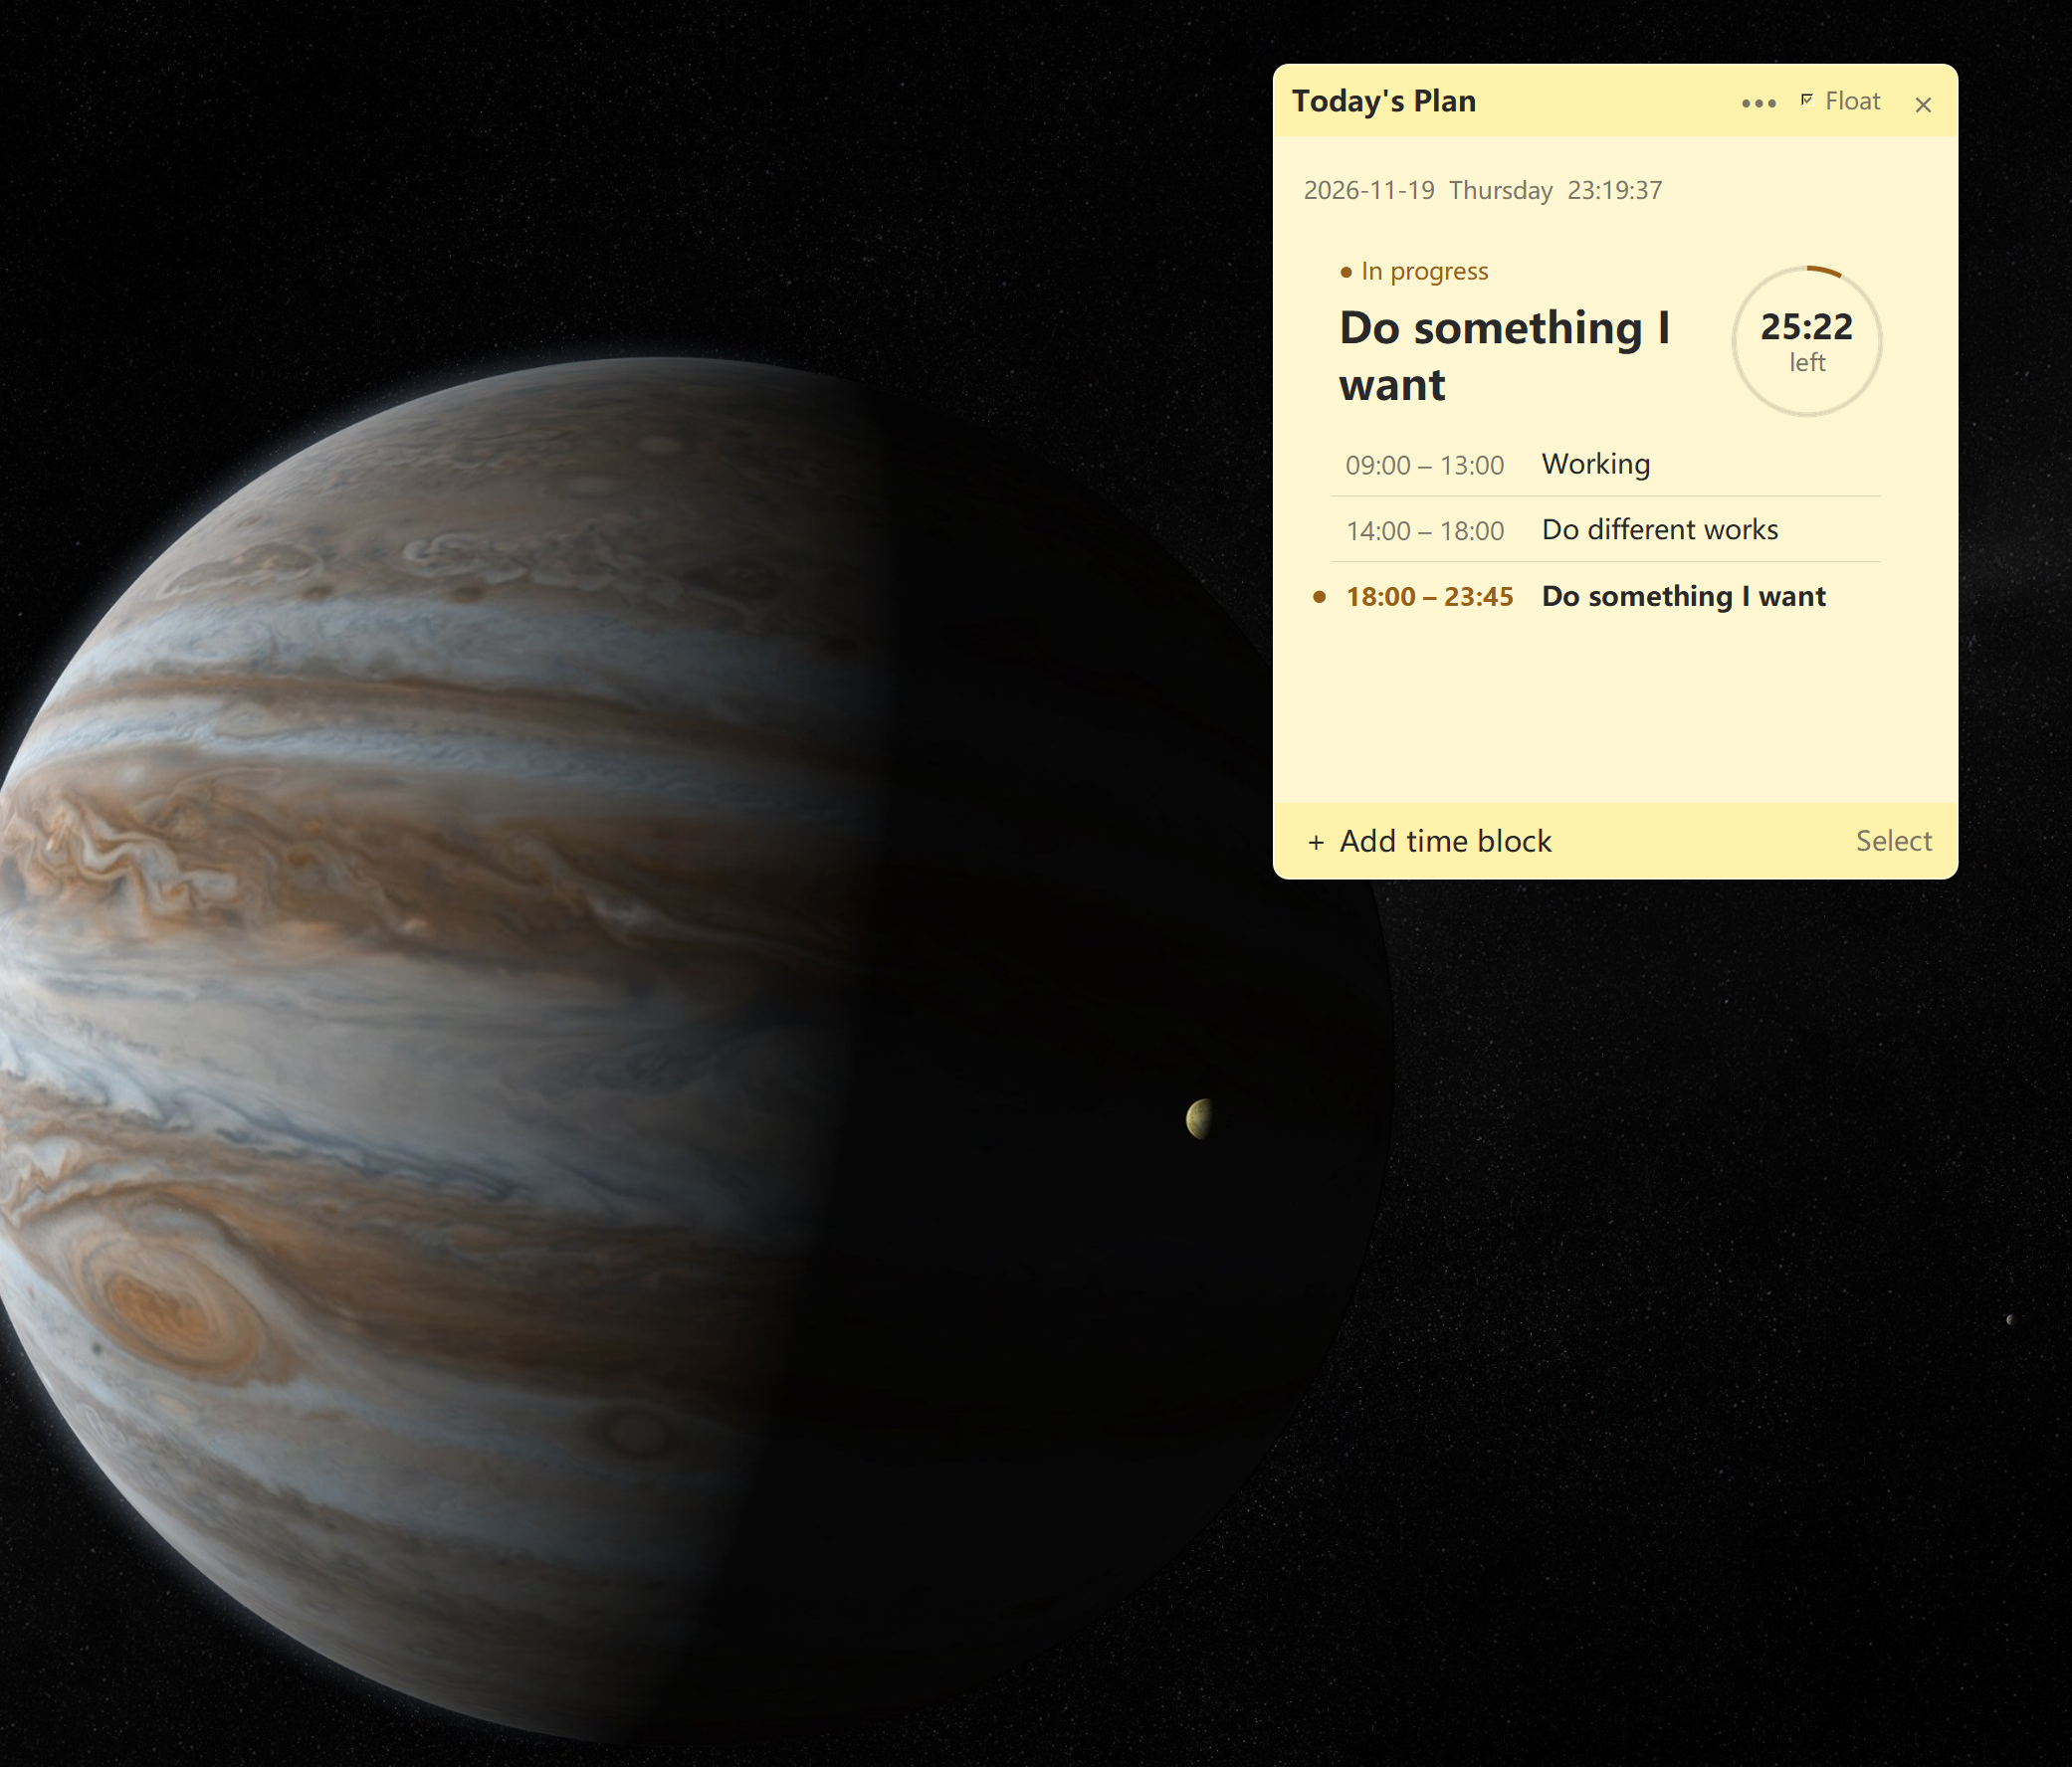 Today's Plan ••• Float ×
2026-11-19 Thursday 23:19:37
● In progress
Do something I
want
25:22
left
09:00 – 13:00 Working
14:00 – 18:00 Do different works
● 18:00 – 23:45 Do something I want
+ Add time block Select